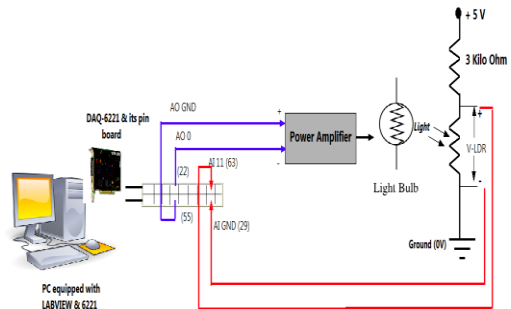 + 5 V
3 Kilo Ohm
AO GND
DAQ-6221 & its pin
board
+
AO 0
Power Amplifier
Light
+
V-LDR
-
(22)
AI 11 (63)
-
Light Bulb
(55)
AI GND (29)
Ground (0V)
PC equipped with
LABVIEW & 6221